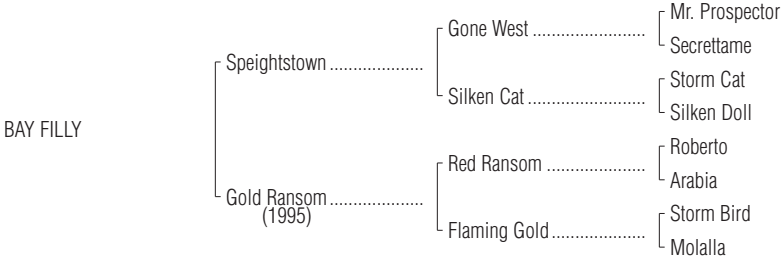 Mr. Prospector
Gone West ........................
Secrettame
Speightstown ....................
Storm Cat
Silken Cat .........................
Silken Doll
BAY FILLY
Roberto
Red Ransom .....................
Arabia
Gold Ransom ....................
(1995)
Storm Bird
Flaming Gold ....................
Molalla